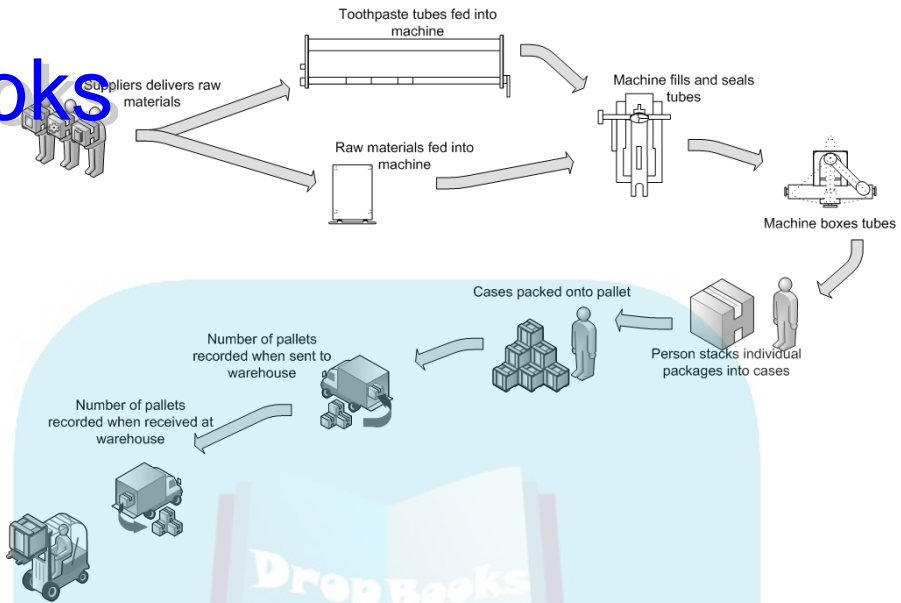 Toothpaste tubes fed into
machine
oks
Suppliers delivers raw
materials
Machine fills and seals
tubes
Raw materials fed into
machine
Machine boxes tubes
Cases packed onto pallet
Person stacks individual
packages into cases
Number of pallets
recorded when sent to
warehouse
Number of pallets
recorded when received at
warehouse
DropBooks